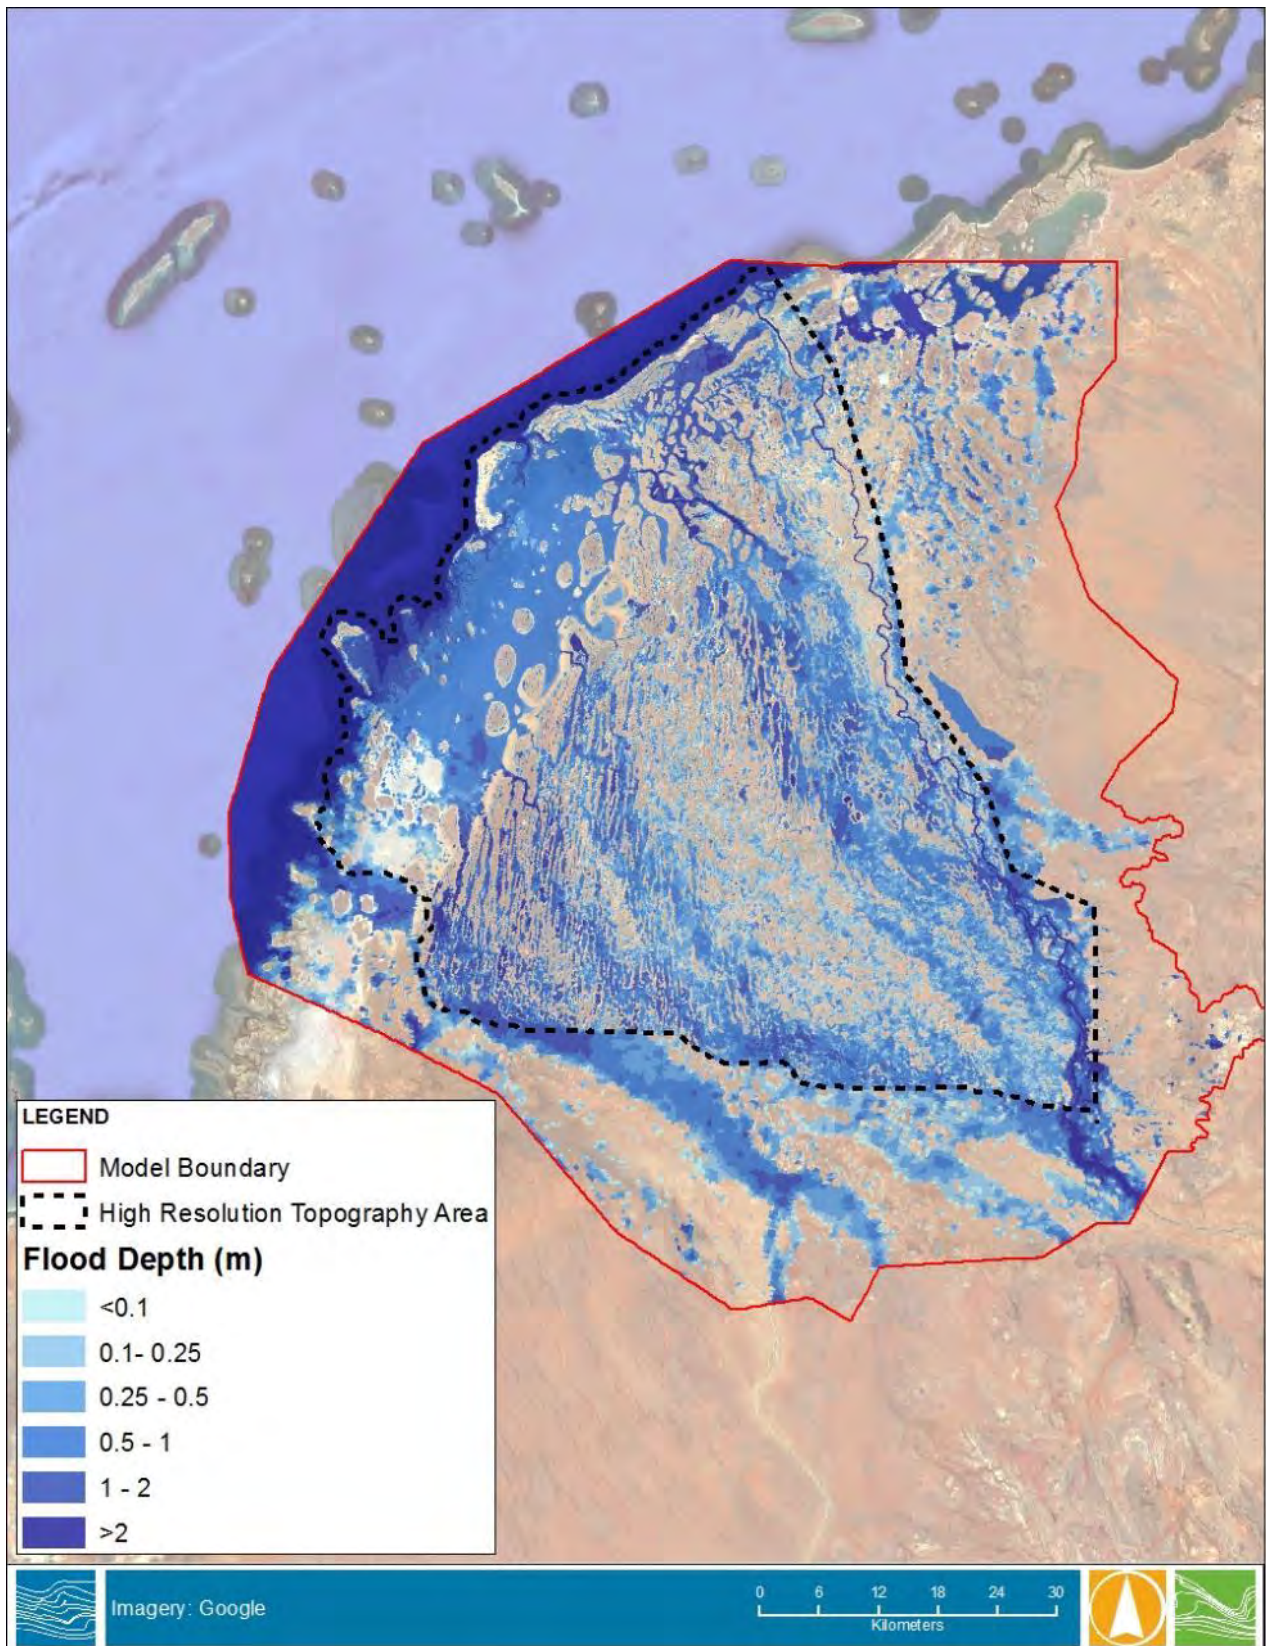 LEGEND
Model Boundary
High Resolution Topography Area
Flood Depth (m)
<0.1
0.1- 0.25
0.25 - 0.5
0.5 - 1
1 - 2
>2
Imagery: Google
0 6 12 18 24 30
Kilometers